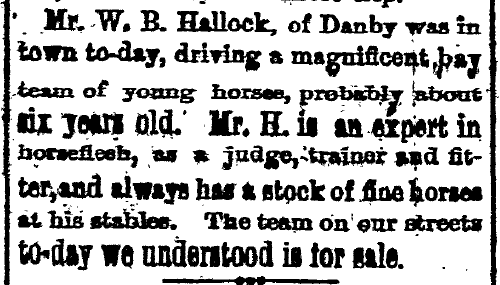 Mr. W. B. Hallock, of Danby was in
town to-day, driving a magnificent, bay
team of young horses, probably about
six years old. Mr. H. is an expert in
horseflesh, as a judge, trainer and fit-
ter, and always has a stock of fine horses
at his stables. The team on our streets
to-day we understood is for sale.